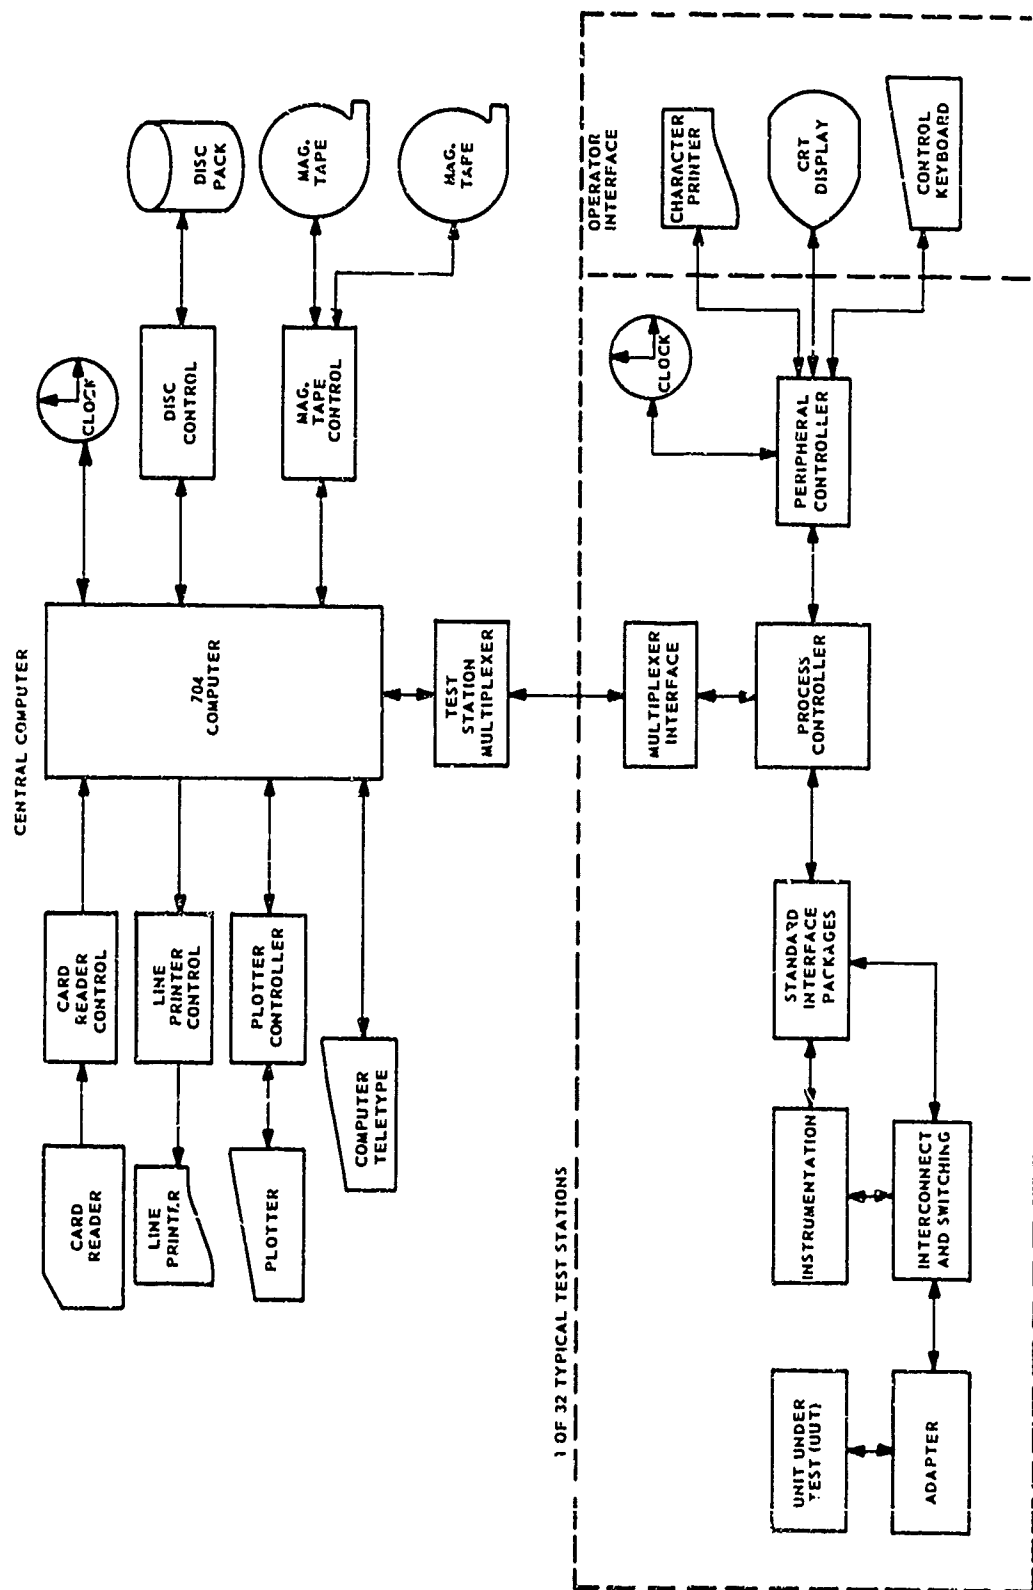 CENTRAL COMPUTER
CARD
READER
CARD
READER
CONTROL
704
COMPUTER
CLOCK
LINE
PRINTER
LINE
PRINTER
CONTROL
DISC
CONTROL
DISC
PACK
PLOTTER
PLOTTER
CONTROLLER
MAG.
TAPE
CONTROL
MAG.
TAPE
COMPUTER
TELETYPE
MAG.
TAPE
TEST
STATION
MULTIPLEXER
1 OF 32 TYPICAL TEST STATIONS
OPERATOR
INTERFACE
MULTIPLEXER
INTERFACE
CLOCK
CHARACTER
PRINTER
UNIT UNDER
TEST (UUT)
INSTRUMENTATION
STANDARD
INTERFACE
PACKAGES
PROCESS
CONTROLLER
PERIPHERAL
CONTROLLER
CRT
DISPLAY
ADAPTER
INTERCONNECT
AND SWITCHING
CONTROL
KEYBOARD